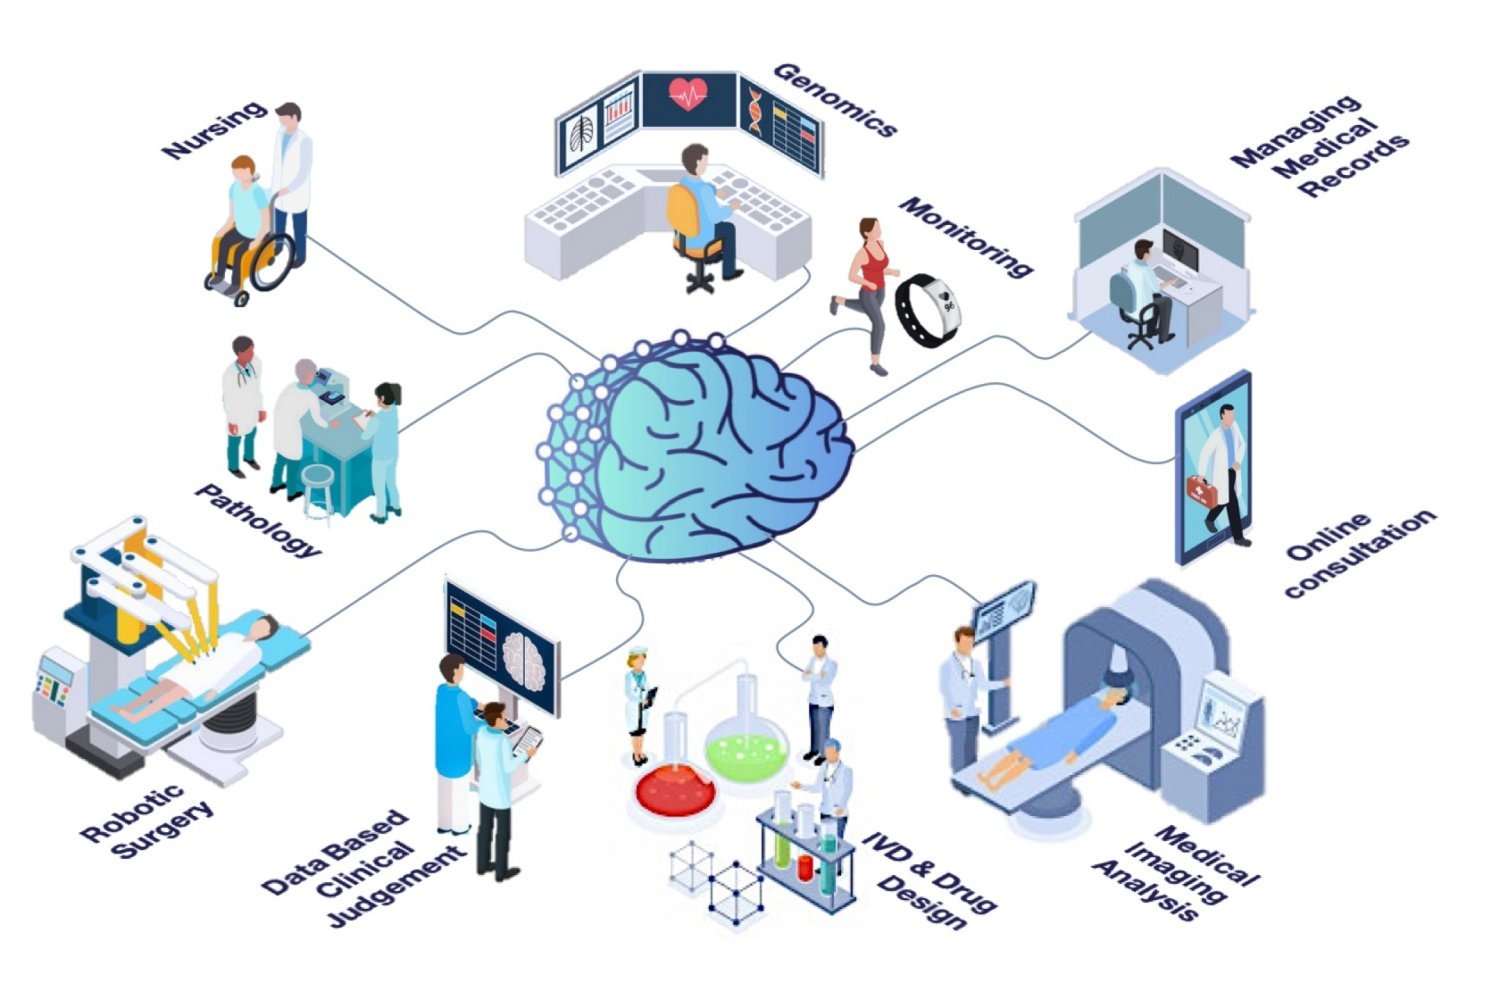 Nursing
Genomics
Monitoring
Managing
Medical
Records
Pathology
Online
consultation
Robotic
Surgery
Data Based
Clinical
Judgement
IVD & Drug
Design
Medical
Imaging
Analysis